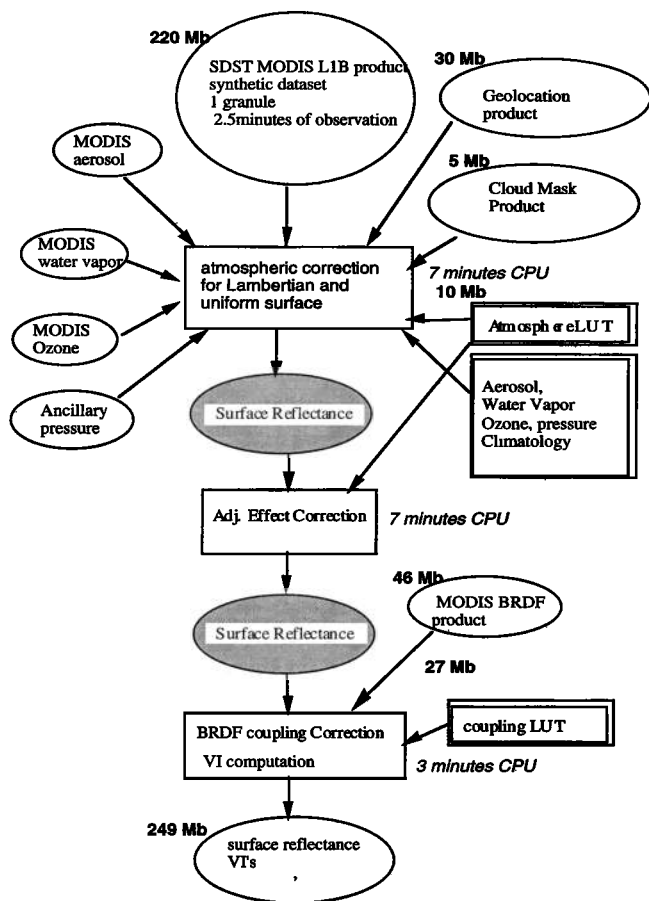 220 Mb
SDST MODIS L1B product
synthetic dataset
1 granule
2.5minutes of observation
30 Mb
Geolocation
product
MODIS
aerosol
5 Mb
Cloud Mask
Product
MODIS
water vapor
atmospheric correction
for Lambertian and
uniform surface
7 minutes CPU
10 Mb
MODIS
Ozone
Atmosphere LUT
Ancillary
pressure
Aerosol,
Water Vapor
Ozone, pressure
Climatology
Surface Reflectance
Adj. Effect Correction
7 minutes CPU
46 Mb
MODIS BRDF
product
Surface Reflectance
27 Mb
BRDF coupling Correction
VI computation
coupling LUT
3 minutes CPU
249 Mb
surface reflectance
VI's
,